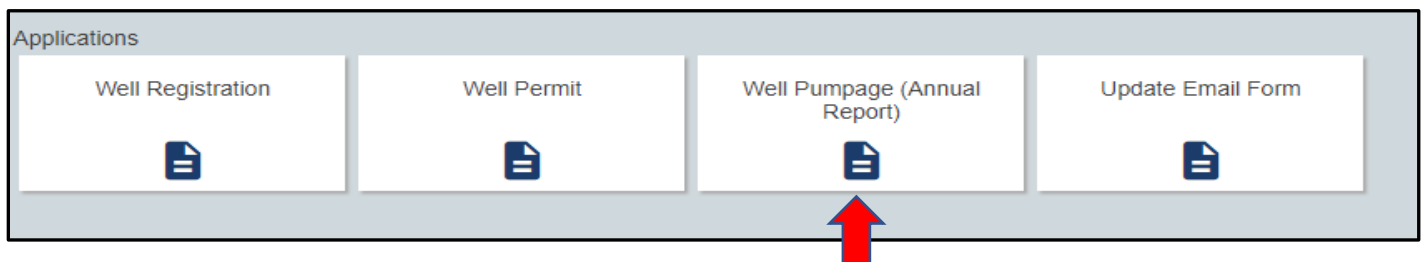 Applications
Well Registration
Well Permit
Well Pumpage (Annual
Report)
Update Email Form